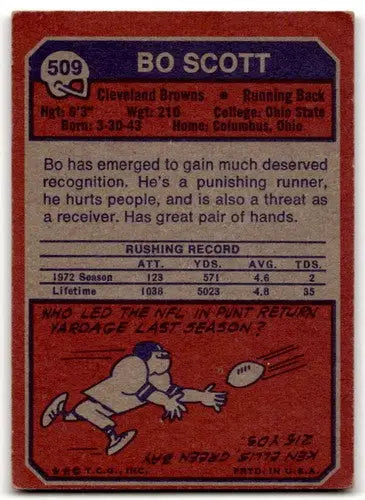 509
BO SCOTT
Cleveland Browns • Running Back
Hgt: 6'3" Wgt: 210 College: Ohio State
Born: 3-30-43 Home: Columbus, Ohio
Bo has emerged to gain much deserved
recognition. He's a punishing runner,
he hurts people, and is also a threat as
a receiver. Has great pair of hands.
RUSHING RECORD
ATT. YDS. AVG. TDS.
1972 Season 123 571 4.6 2
Lifetime 1038 5023 4.8 35
WHO LED THE NFL IN PUNT RETURN
YARDAGE LAST SEASON?
KEN ELLIS GREEN BAY
215 YDS.
T.C.G., INC. PRTD. IN U.S.A.